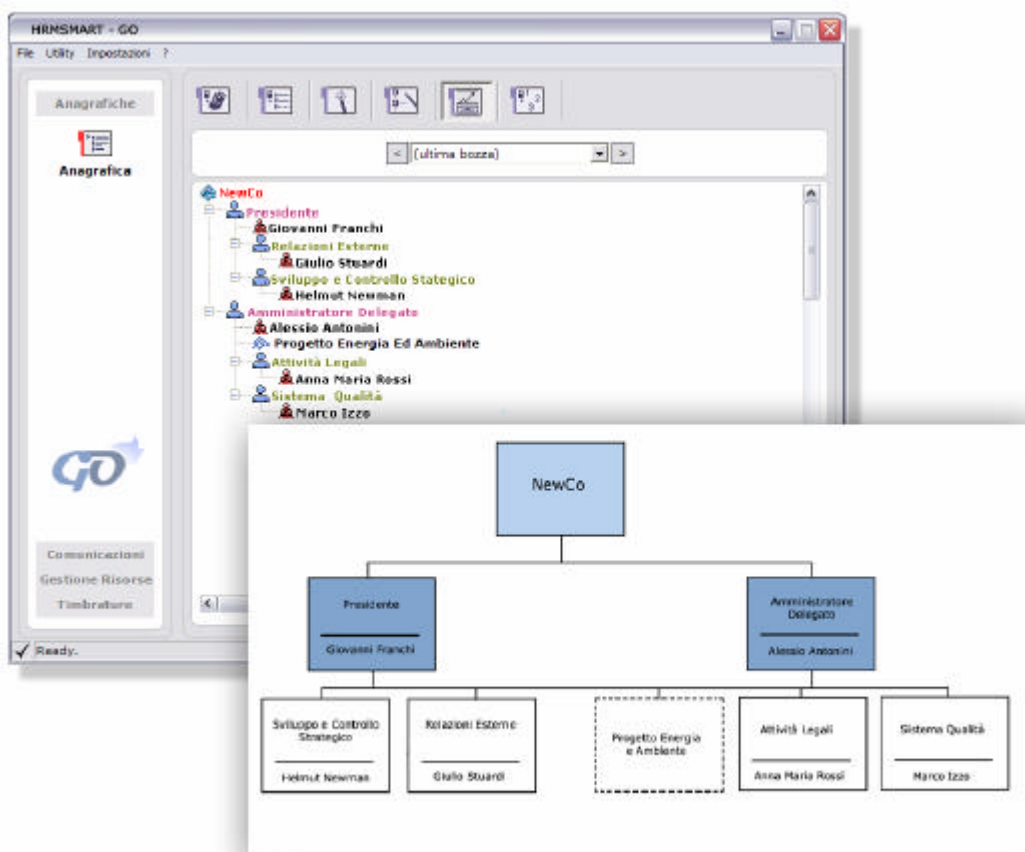 HRMSMART - GO
File Utility Impostazioni ?
Anagrafiche
Anagrafica
< (ultima bozza) >
NewCo
Presidente
Giovanni Franchi
Relazioni Esterne
Giulio Stuardi
Sviluppo e Controllo Stategico
Helmut Newman
Amministratore Delegato
Alessio Antonini
Progetto Energia Ed Ambiente
Attività Legali
Anna Maria Rossi
Sistema Qualità
Marco Izzo
GO
Comunicazioni
Gestione Risorse
Timbrature
Ready.
NewCo
Presidente
Giovanni Franchi
Amministratore
Delegato
Alessio Antonini
Sviluppo e Controllo
Strategico
Helmut Newman
Relazioni Esterne
Giulio Stuardi
Progetto Energia
e Ambiente
Attività Legali
Anna Maria Rossi
Sistema Qualità
Marco Izzo